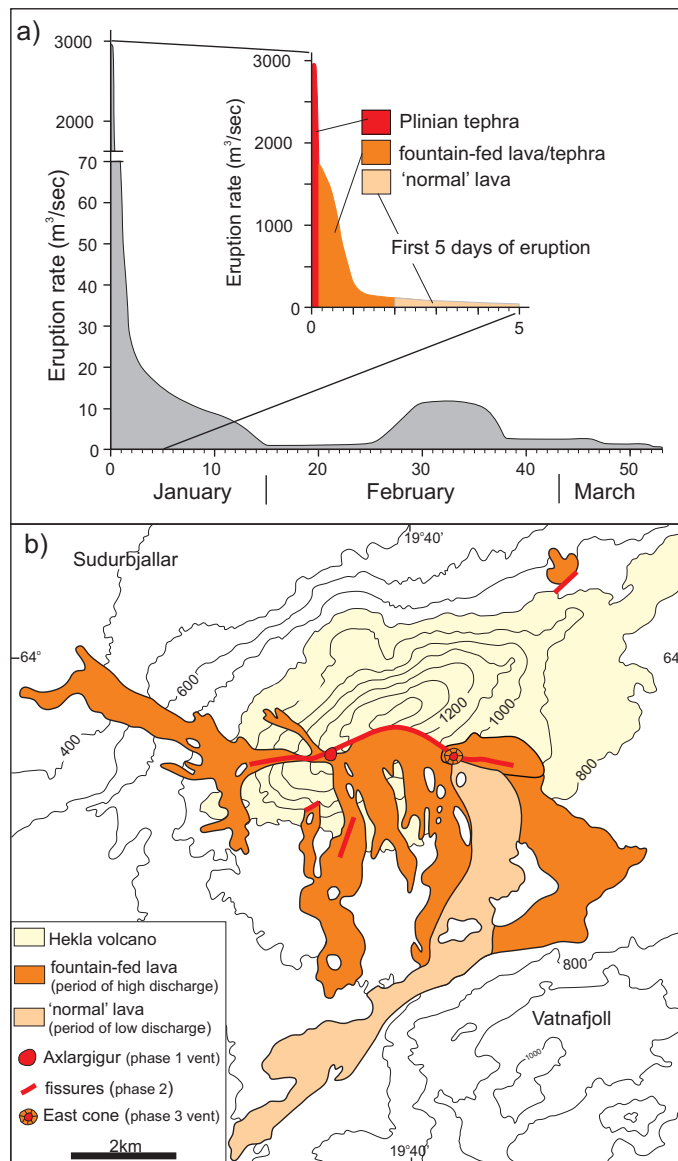 a)
3000
2000
70
60
50
40
30
20
10
0
Eruption rate (m³/sec)
3000
2000
1000
0
Eruption rate (m³/sec)
Plinian tephra
fountain-fed lava/tephra
‘normal’ lava
First 5 days of eruption
0
5
0
10
20
30
40
50
January
February
March
b)
Sudurbjallar
19°40’
64°
64
600
400
1200
1000
800
Hekla volcano
fountain-fed lava
(period of high discharge)
‘normal’ lava
(period of low discharge)
Axlargigur (phase 1 vent)
fissures (phase 2)
East cone (phase 3 vent)
2km
800
Vatnafjoll
1000
19°40’